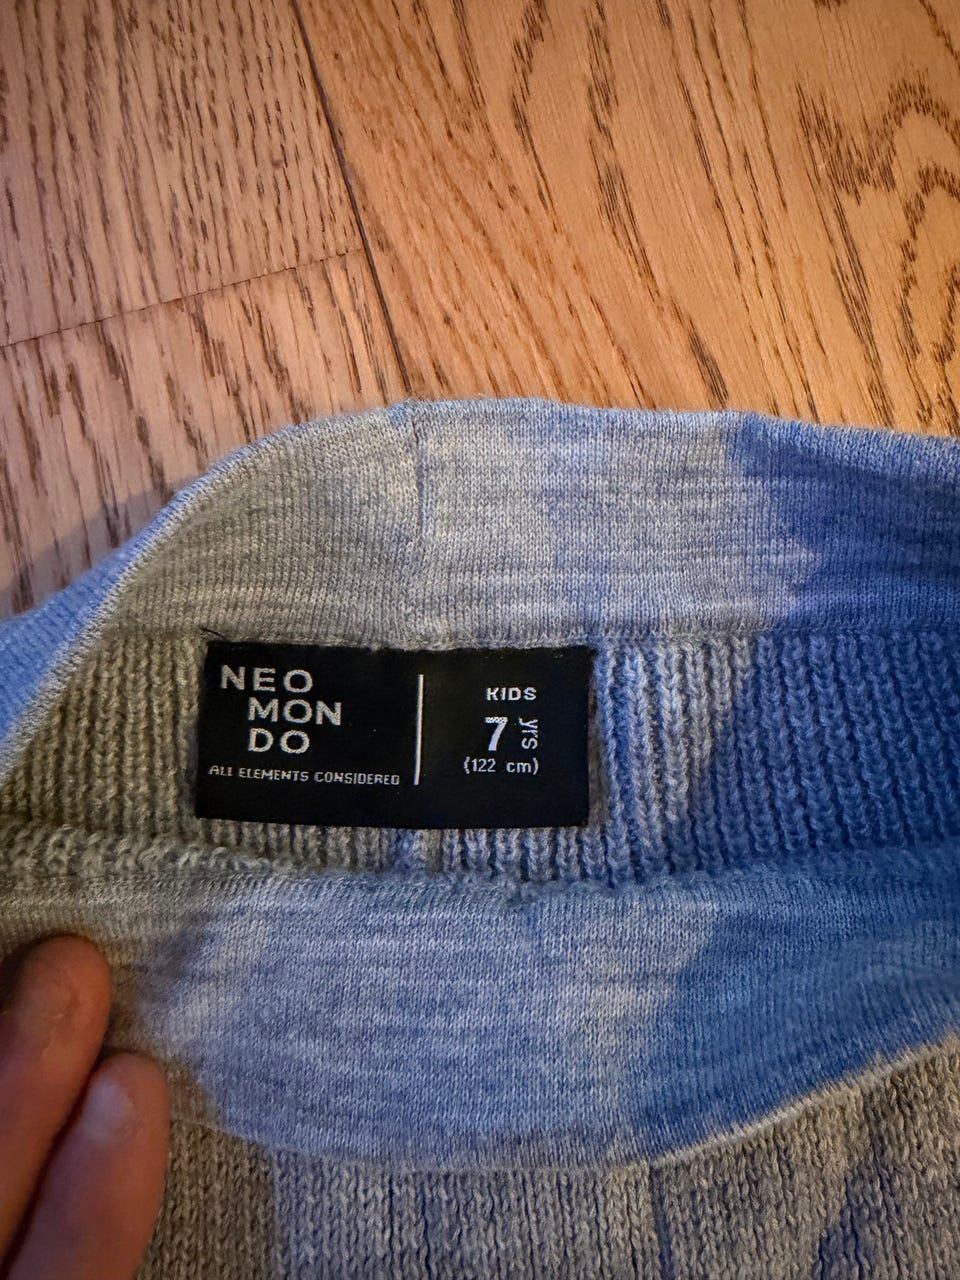 NEO
MON
DO
ALL ELEMENTS CONSIDERED
KIDS
7 yrs
(122 cm)